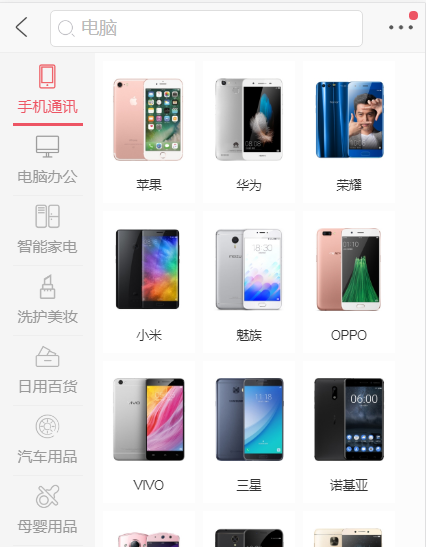 电脑
手机通讯
电脑办公
智能家电
洗护美妆
日用百货
汽车用品
母婴用品
苹果
华为
荣耀
小米
魅族
OPPO
VIVO
三星
诺基亚